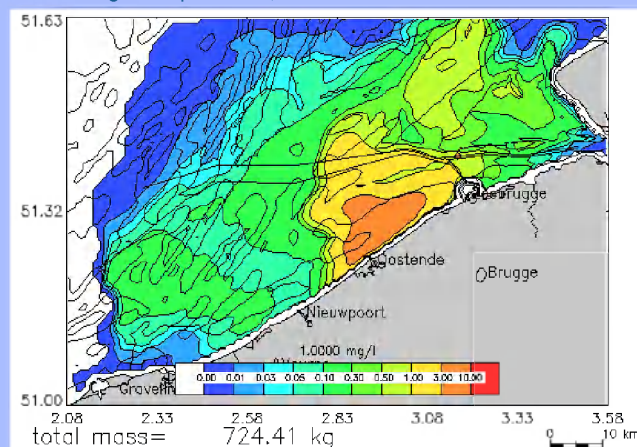 51.63
51.32
51.00
Oostende
Brugge
Nieuwpoort
1.0000 mg/l
0.00 0.01 0.03 0.05 0.10 0.30 0.50 1.00 3.00 10.00
2.08 2.33 2.58 2.83 3.08 3.33 3.58
total mass= 724.41 kg
0 10 km